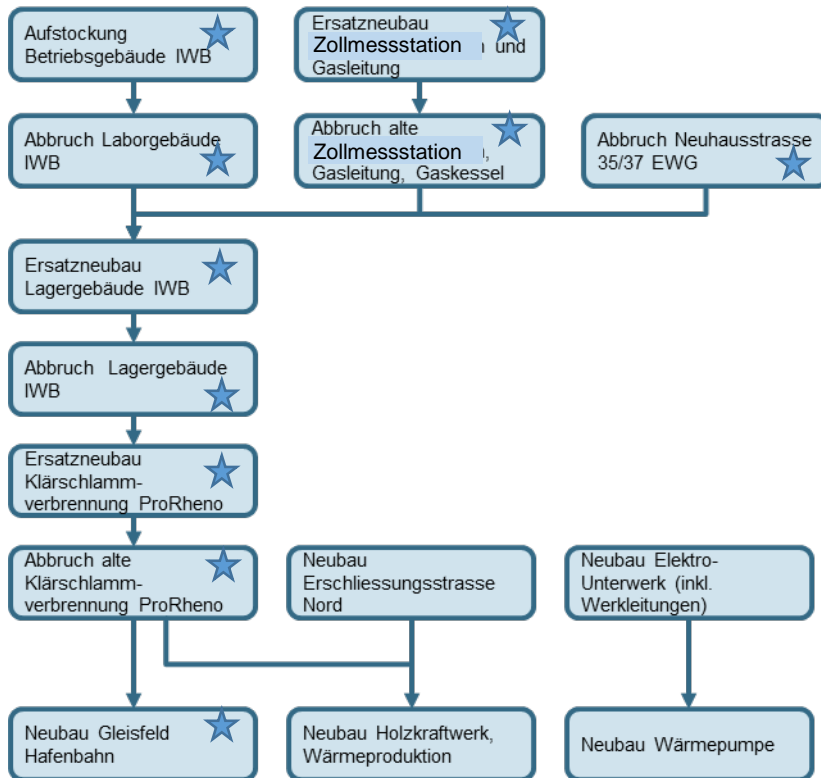 Aufstockung
Betriebsgebäude IWB
Ersatzneubau
Zollmessstation n und
Gasleitung
Abbruch Laborgebäude
IWB
Abbruch alte
Zollmessstation ,
Gasleitung, Gaskessel
Abbruch Neuhausstrasse
35/37 EWG
Ersatzneubau
Lagergebäude IWB
Abbruch Lagergebäude
IWB
Ersatzneubau
Klärschlamm-
verbrennung ProRheno
Abbruch alte
Klärschlamm-
verbrennung ProRheno
Neubau
Erschliessungsstrasse
Nord
Neubau Elektro-
Unterwerk (inkl.
Werkleitungen)
Neubau Gleisfeld
Hafenbahn
Neubau Holzkraftwerk,
Wärmeproduktion
Neubau Wärmepumpe